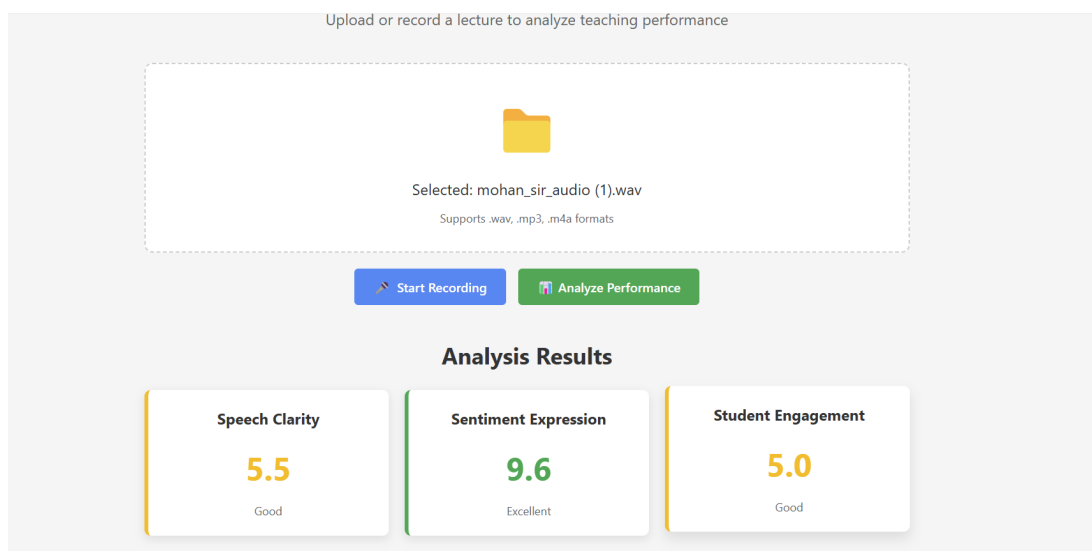 Upload or record a lecture to analyze teaching performance
Selected: mohan_sir_audio (1).wav
Supports .wav, .mp3, .m4a formats
Start Recording
Analyze Performance
Analysis Results
Speech Clarity
5.5
Good
Sentiment Expression
9.6
Excellent
Student Engagement
5.0
Good